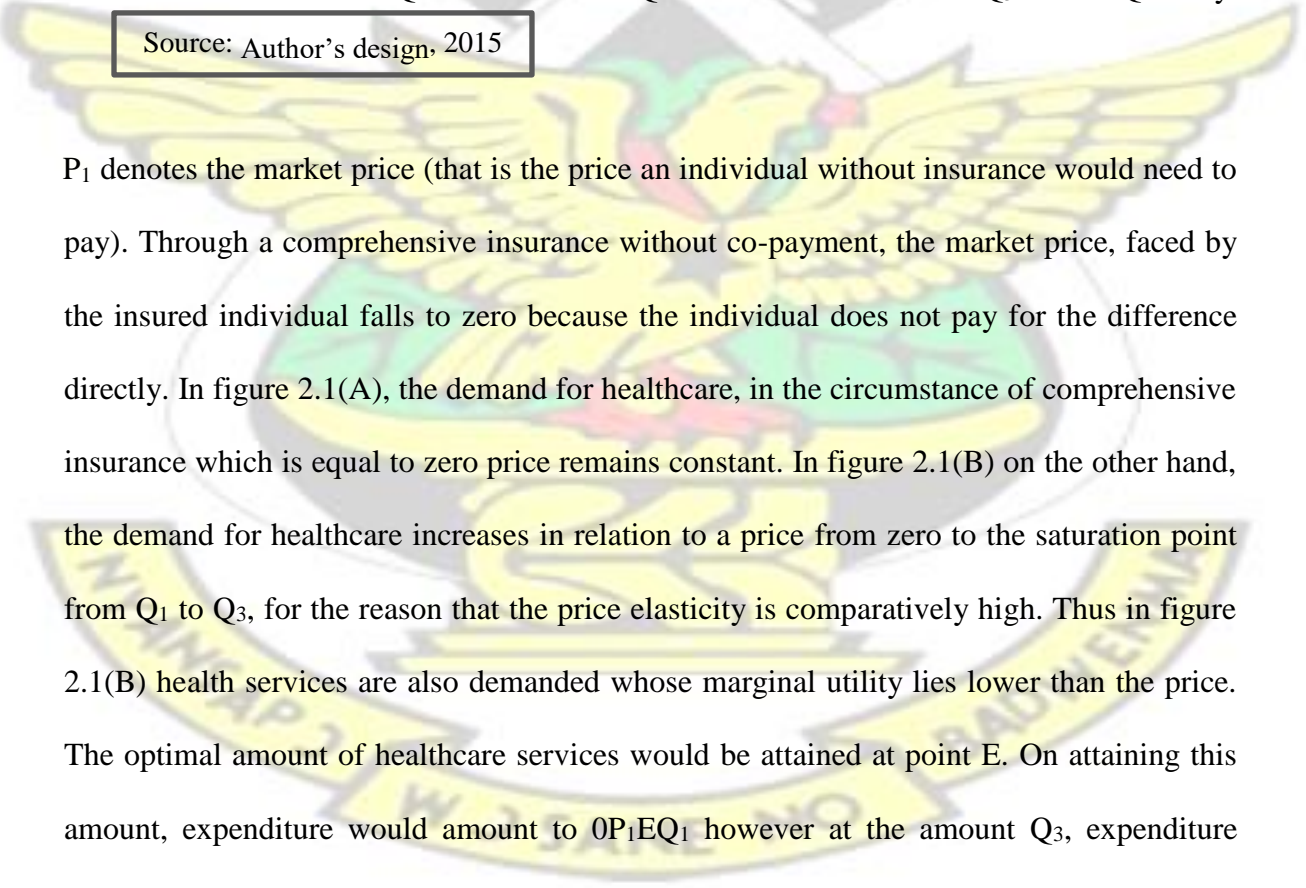 Source: Author's design, 2015
P₁ denotes the market price (that is the price an individual without insurance would need to
pay). Through a comprehensive insurance without co-payment, the market price, faced by
the insured individual falls to zero because the individual does not pay for the difference
directly. In figure 2.1(A), the demand for healthcare, in the circumstance of comprehensive
insurance which is equal to zero price remains constant. In figure 2.1(B) on the other hand,
the demand for healthcare increases in relation to a price from zero to the saturation point
from Q₁ to Q₃, for the reason that the price elasticity is comparatively high. Thus in figure
2.1(B) health services are also demanded whose marginal utility lies lower than the price.
The optimal amount of healthcare services would be attained at point E. On attaining this
amount, expenditure would amount to 0P₁EQ₁ however at the amount Q₃, expenditure
W J SANE NO BADWENMA